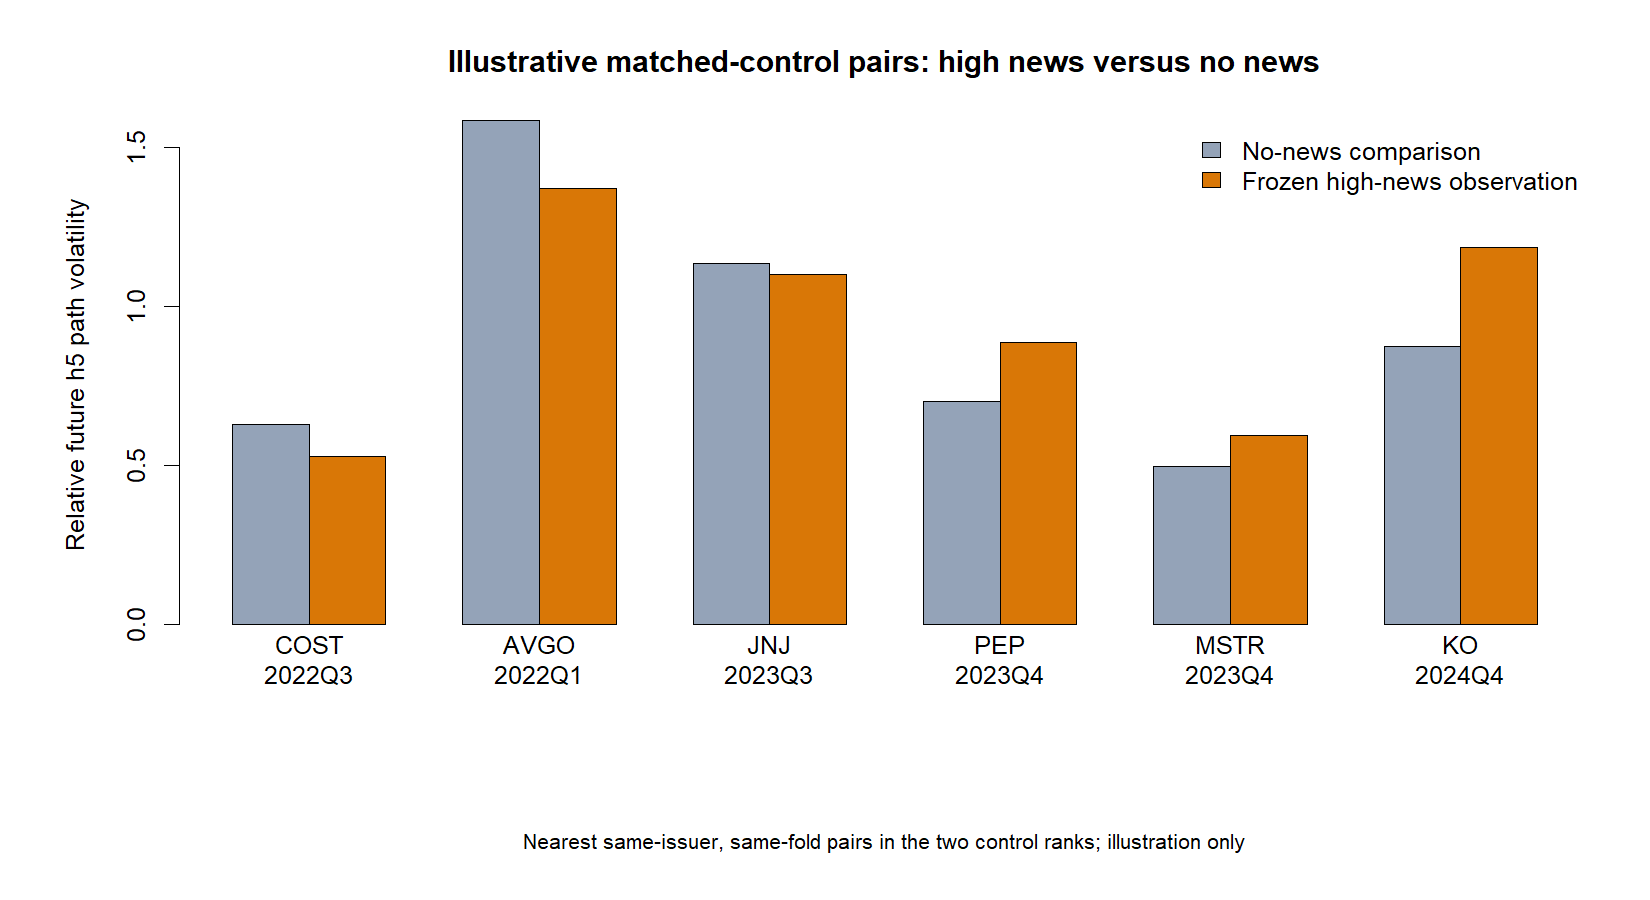 Illustrative matched-control pairs: high news versus no news
No-news comparison
Frozen high-news observation
Relative future h5 path volatility
1.5
1.0
0.5
0.0
COST
2022Q3
AVGO
2022Q1
JNJ
2023Q3
PEP
2023Q4
MSTR
2023Q4
KO
2024Q4
Nearest same-issuer, same-fold pairs in the two control ranks; illustration only